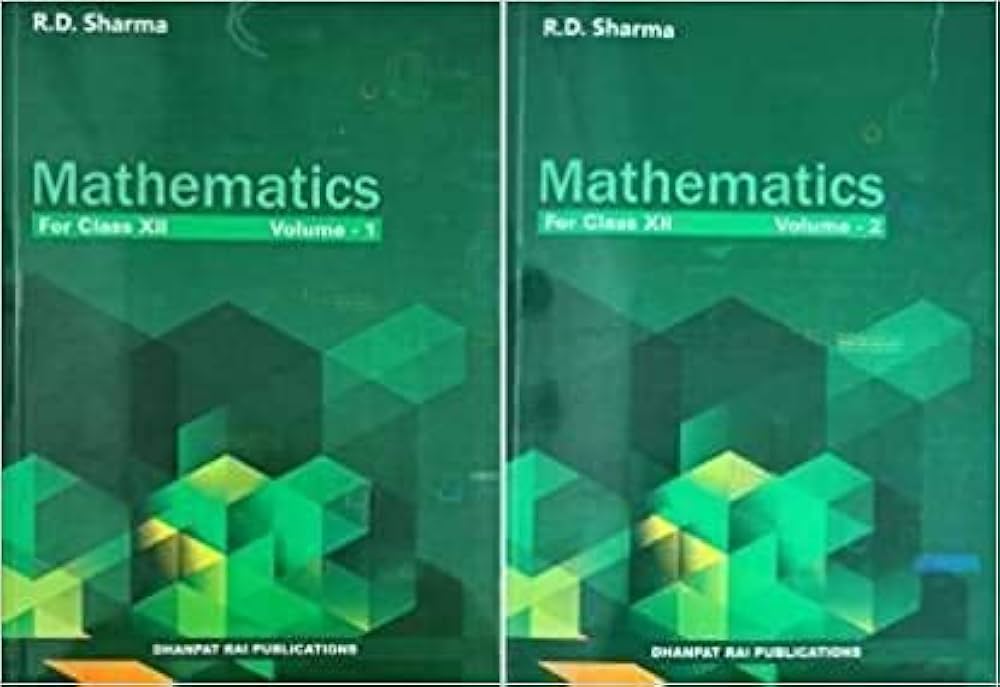 R.D. Sharma
Mathematics
For Class XII Volume - 1
DHANPAT RAI PUBLICATIONS
R.D. Sharma
Mathematics
For Class XII Volume - 2
DHANPAT RAI PUBLICATIONS